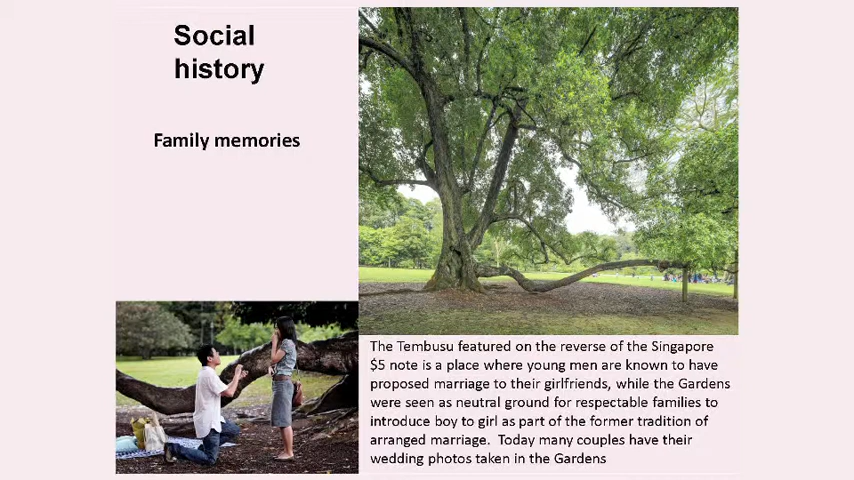 Social
history
Family memories
The Tembusu featured on the reverse of the Singapore
$5 note is a place where young men are known to have
proposed marriage to their girlfriends, while the Gardens
were seen as neutral ground for respectable families to
introduce boy to girl as part of the former tradition of
arranged marriage.  Today many couples have their
wedding photos taken in the Gardens